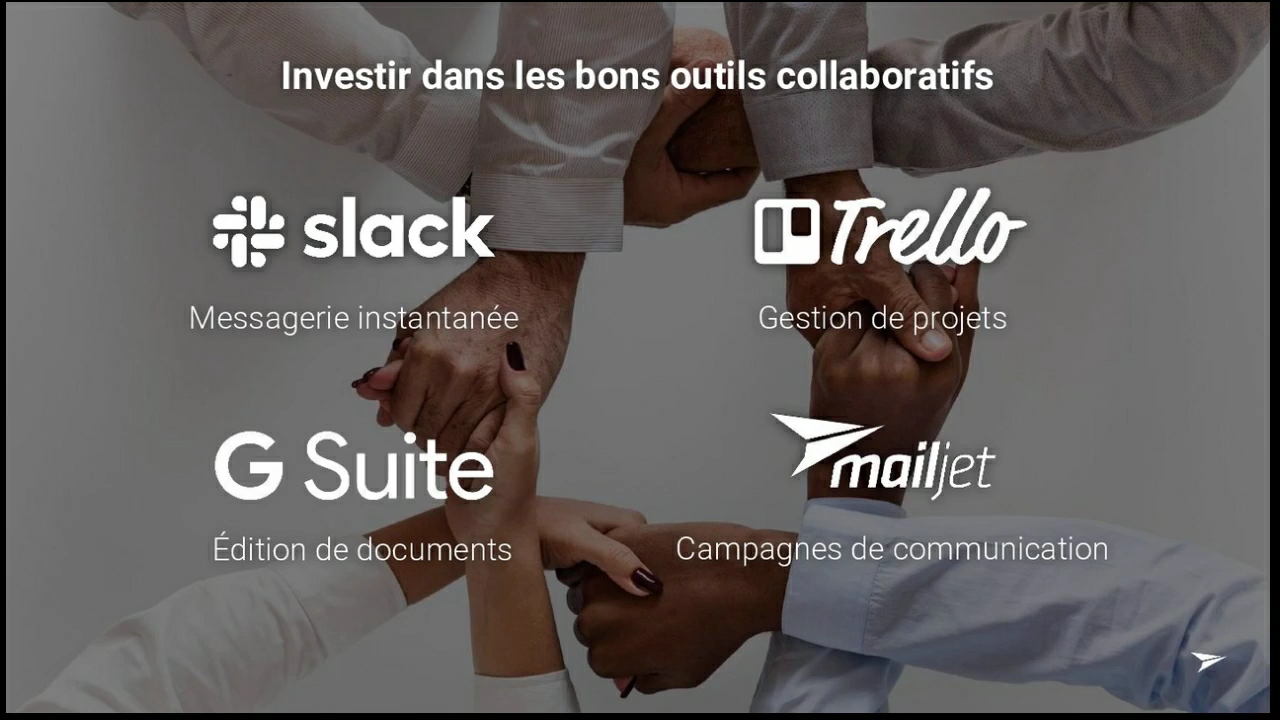 Investir dans les bons outils collaboratifs
slack
Trello
Messagerie instantanée
Gestion de projets
G Suite
mailjet
Édition de documents
Campagnes de communication